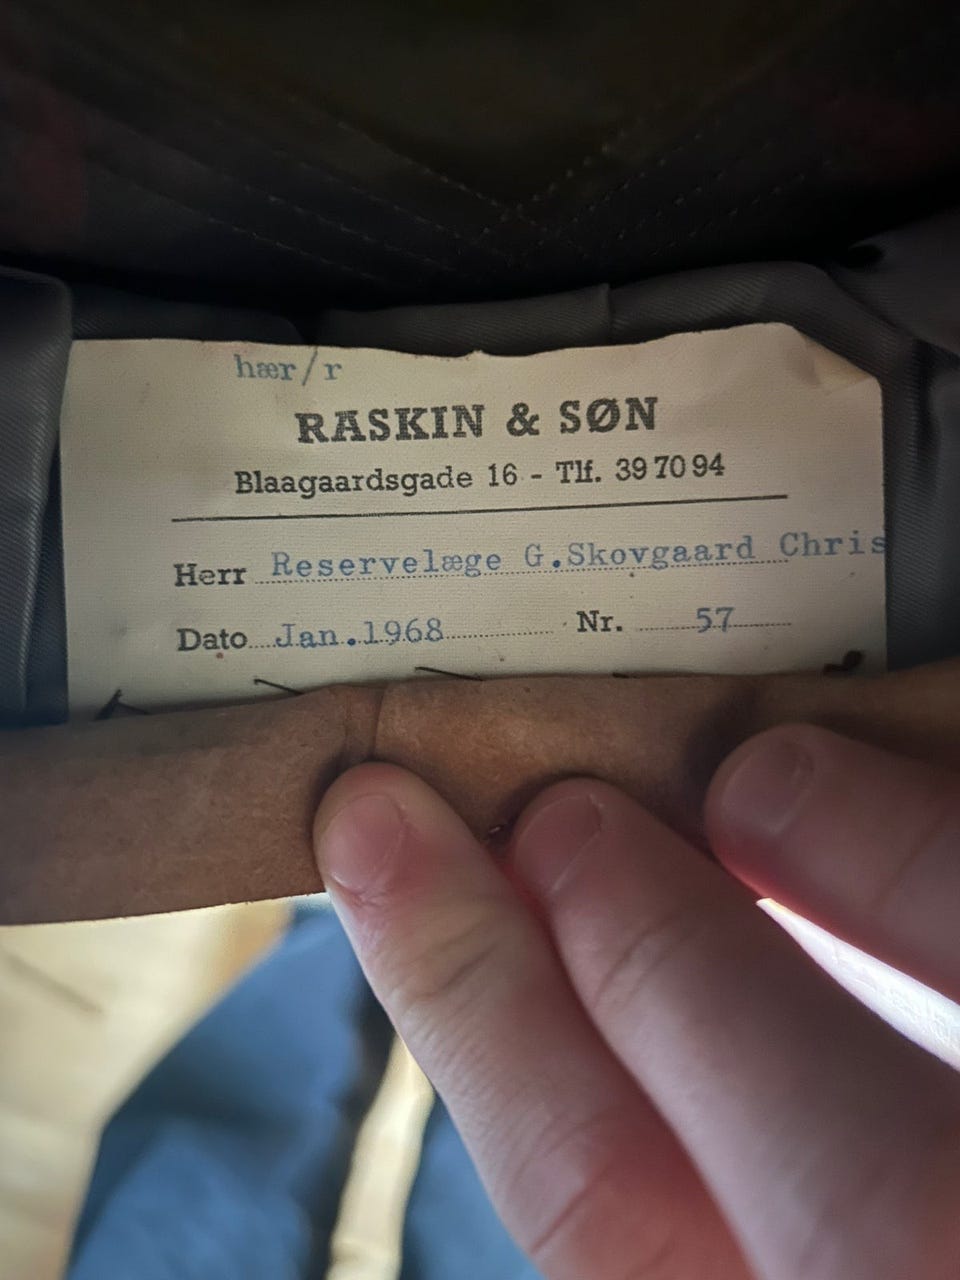 hær/r
RASKIN & SØN
Blaagaardsgade 16 - Tlf. 39 70 94
Herr Reservelæge G.Skovgaard Chris
Dato Jan.1968 Nr. 57